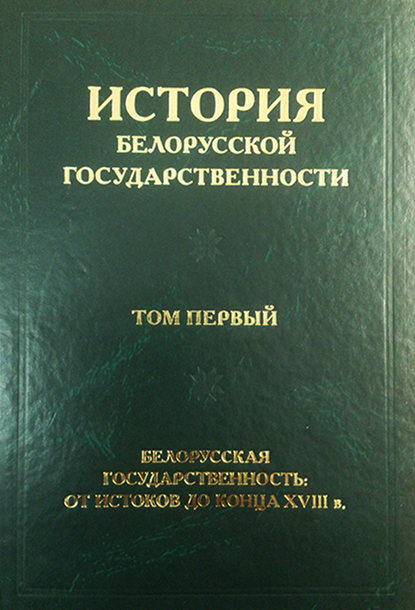 ИСТОРИЯ
БЕЛОРУССКОЙ
ГОСУДАРСТВЕННОСТИ
ТОМ ПЕРВЫЙ
БЕЛОРУССКАЯ
ГОСУДАРСТВЕННОСТЬ:
ОТ ИСТОКОВ ДО КОНЦА XVIII в.